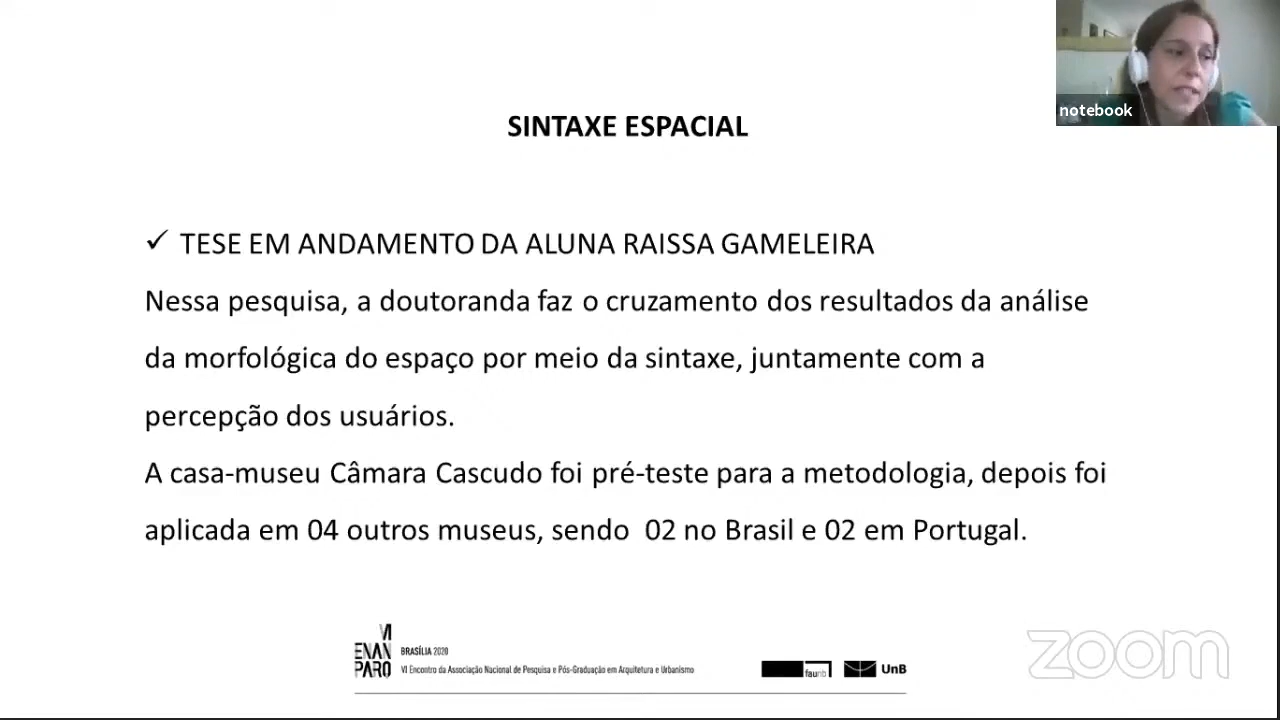 notebook
SINTAXE ESPACIAL
✓ TESE EM ANDAMENTO DA ALUNA RAISSA GAMELEIRA
Nessa pesquisa, a doutoranda faz o cruzamento dos resultados da análise
da morfológica do espaço por meio da sintaxe, juntamente com a
percepção dos usuários.
A casa-museu Câmara Cascudo foi pré-teste para a metodologia, depois foi
aplicada em 04 outros museus, sendo 02 no Brasil e 02 em Portugal.
VI
ENAN
PARQ
BRASÍLIA 2020
VI Encontro da Associação Nacional de Pesquisa e Pós-Graduação em Arquitetura e Urbanismo
faunb
UnB
zoom